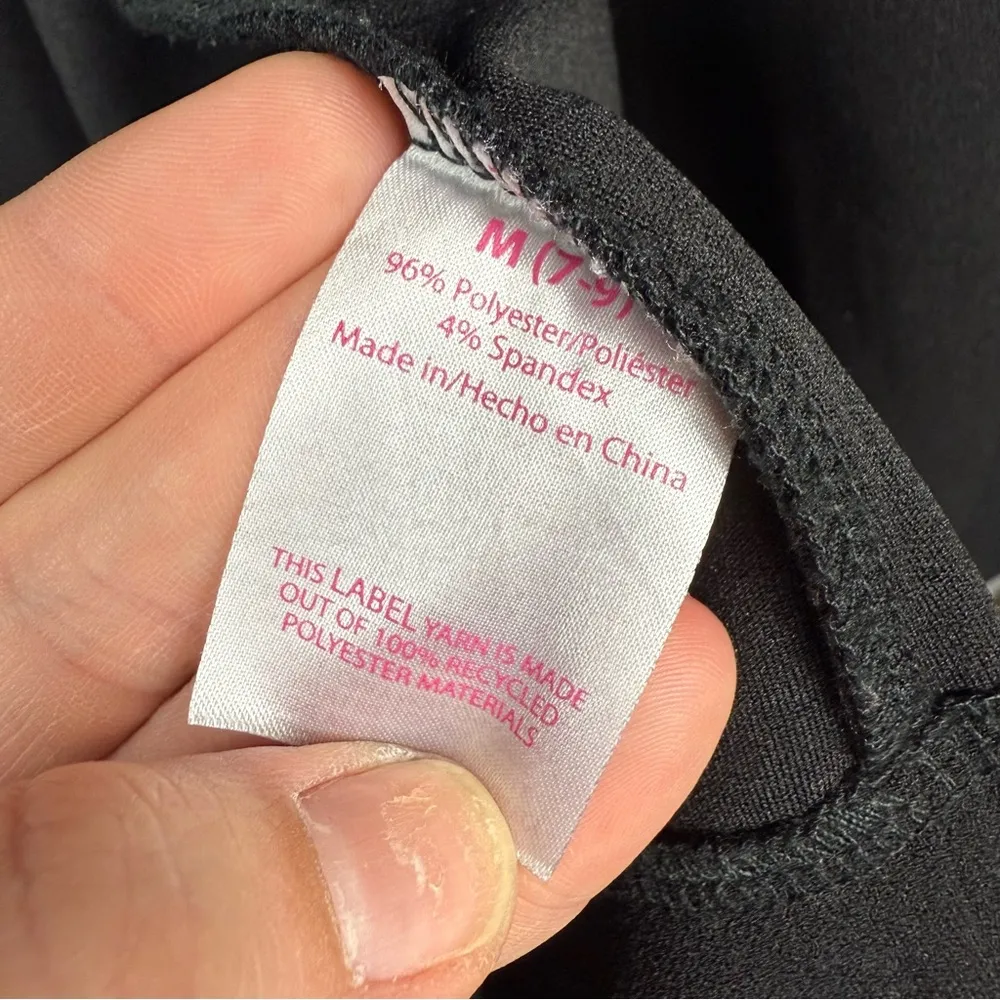 M (7-9)
96% Polyester/Poliéster
4% Spandex
Made in/Hecho en China
THIS LABEL YARN IS MADE
OUT OF 100% RECYCLED
POLYESTER MATERIALS